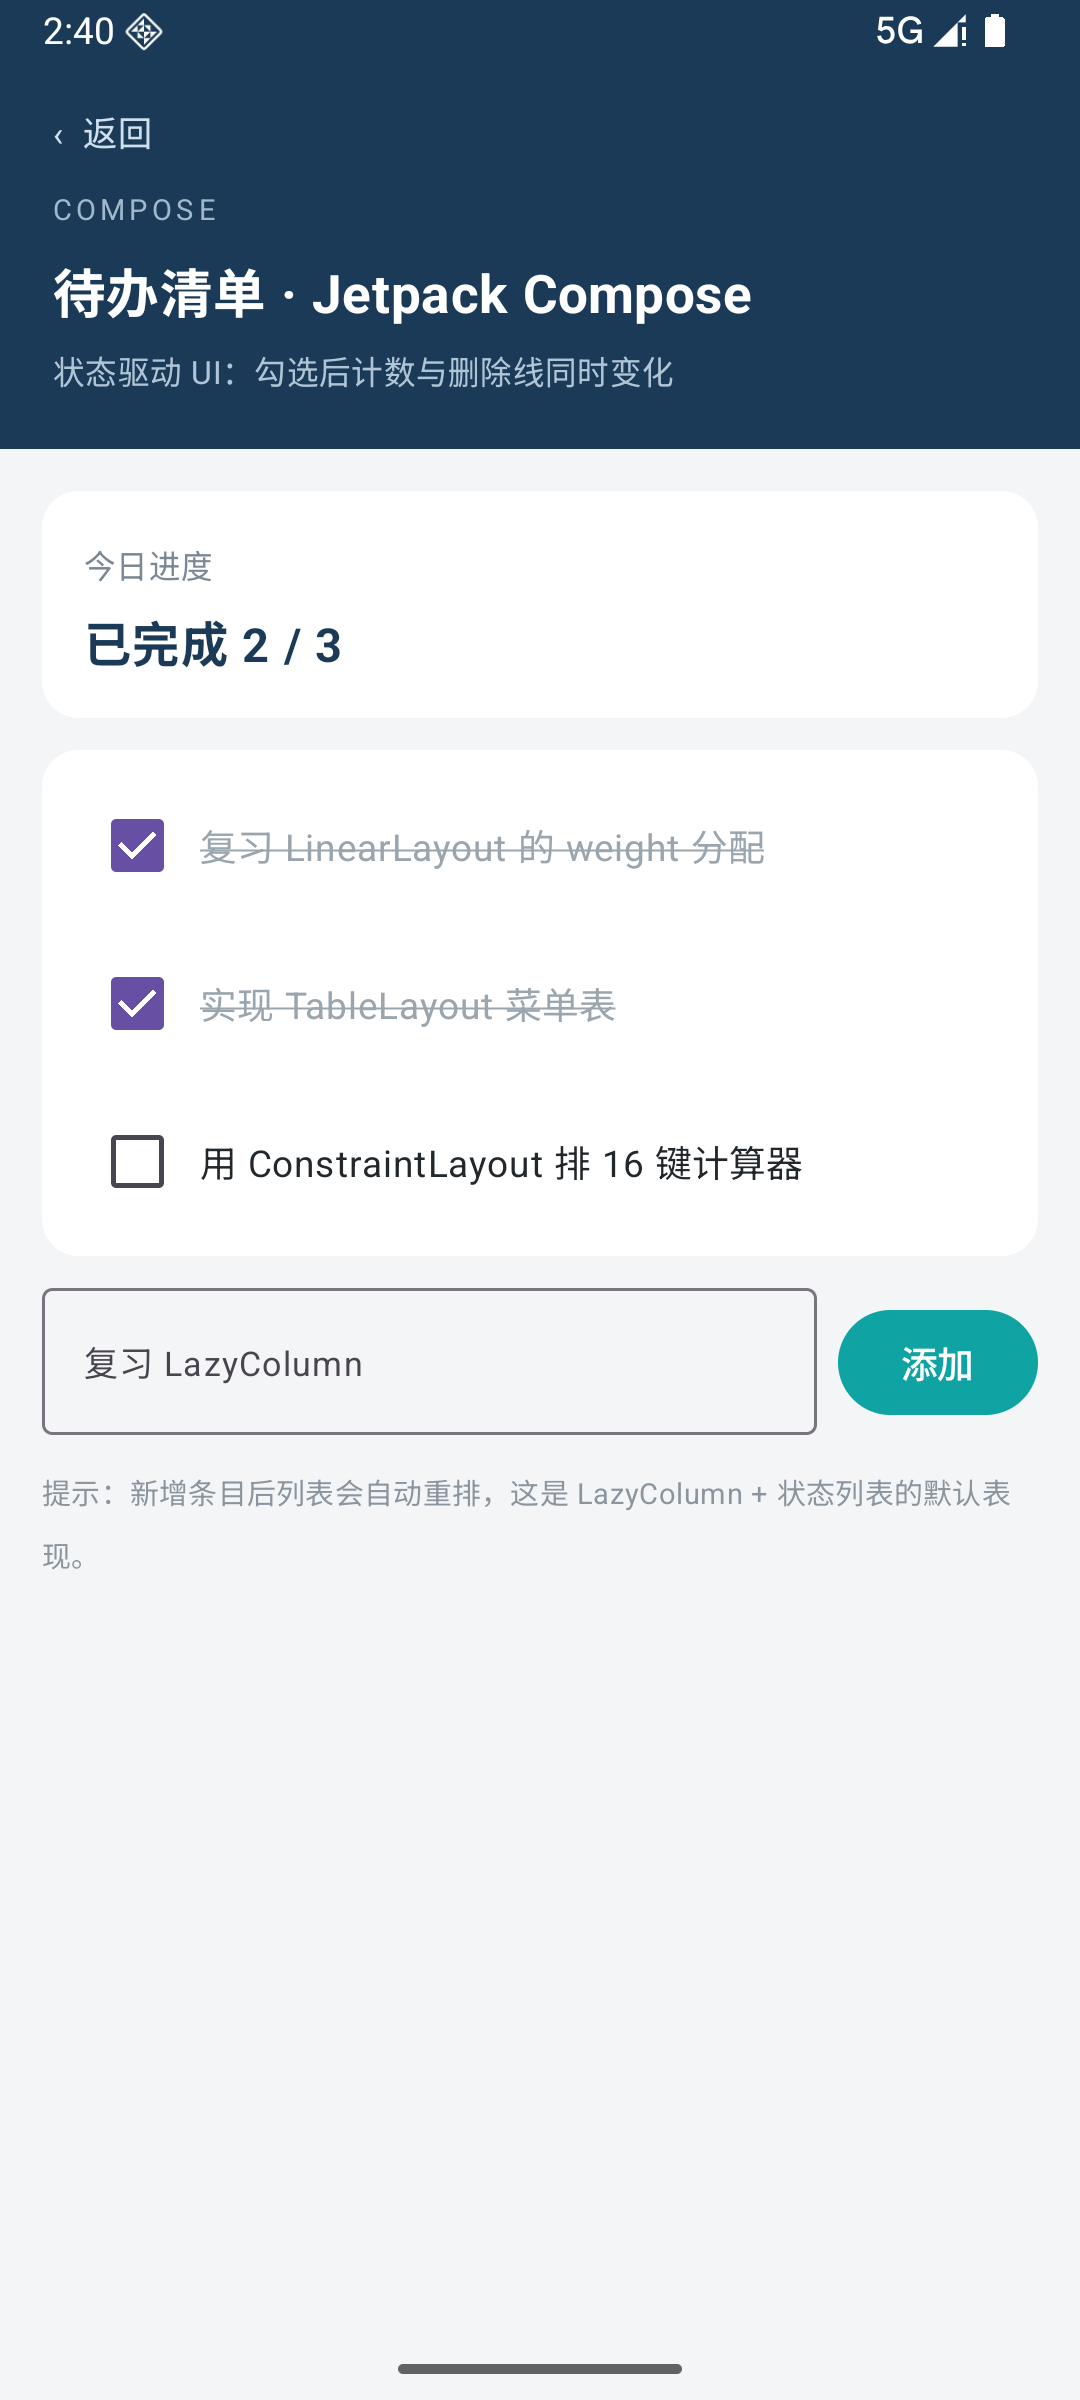 2:40
5G
‹ 返回
COMPOSE
待办清单 · Jetpack Compose
状态驱动 UI：勾选后计数与删除线同时变化
今日进度
已完成 2 / 3
复习 LinearLayout 的 weight 分配
实现 TableLayout 菜单表
用 ConstraintLayout 排 16 键计算器
复习 LazyColumn
添加
提示：新增条目后列表会自动重排，这是 LazyColumn + 状态列表的默认表
现。